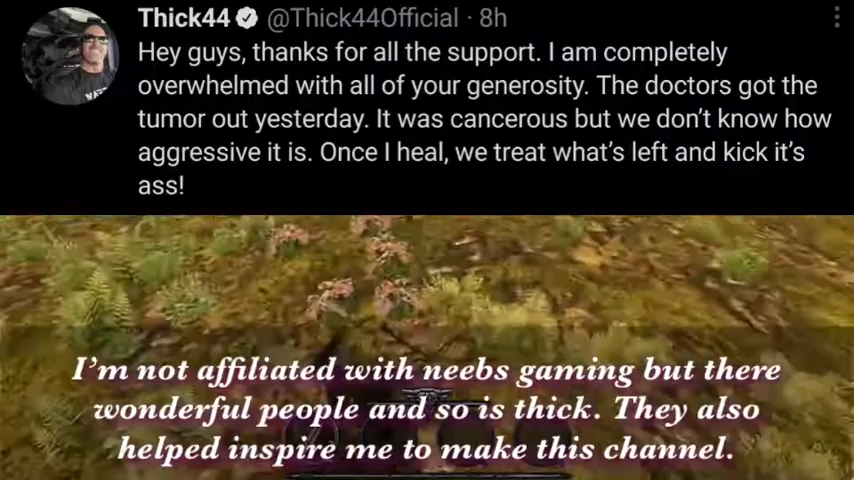 Thick44 @Thick44Official · 8h
Hey guys, thanks for all the support. I am completely
overwhelmed with all of your generosity. The doctors got the
tumor out yesterday. It was cancerous but we don't know how
aggressive it is. Once I heal, we treat what's left and kick it's
ass!
I'm not affiliated with neebs gaming but there
wonderful people and so is thick. They also
helped inspire me to make this channel.